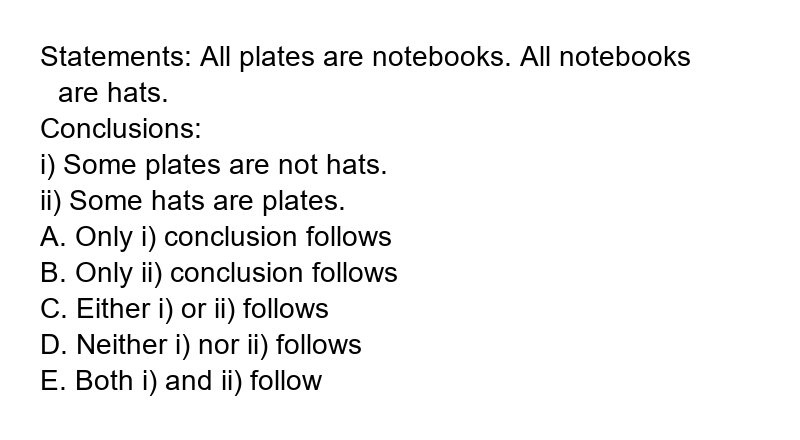 Statements: All plates are notebooks. All notebooks
are hats.
Conclusions:
i) Some plates are not hats.
ii) Some hats are plates.
A. Only i) conclusion follows
B. Only ii) conclusion follows
C. Either i) or ii) follows
D. Neither i) nor ii) follows
E. Both i) and ii) follow